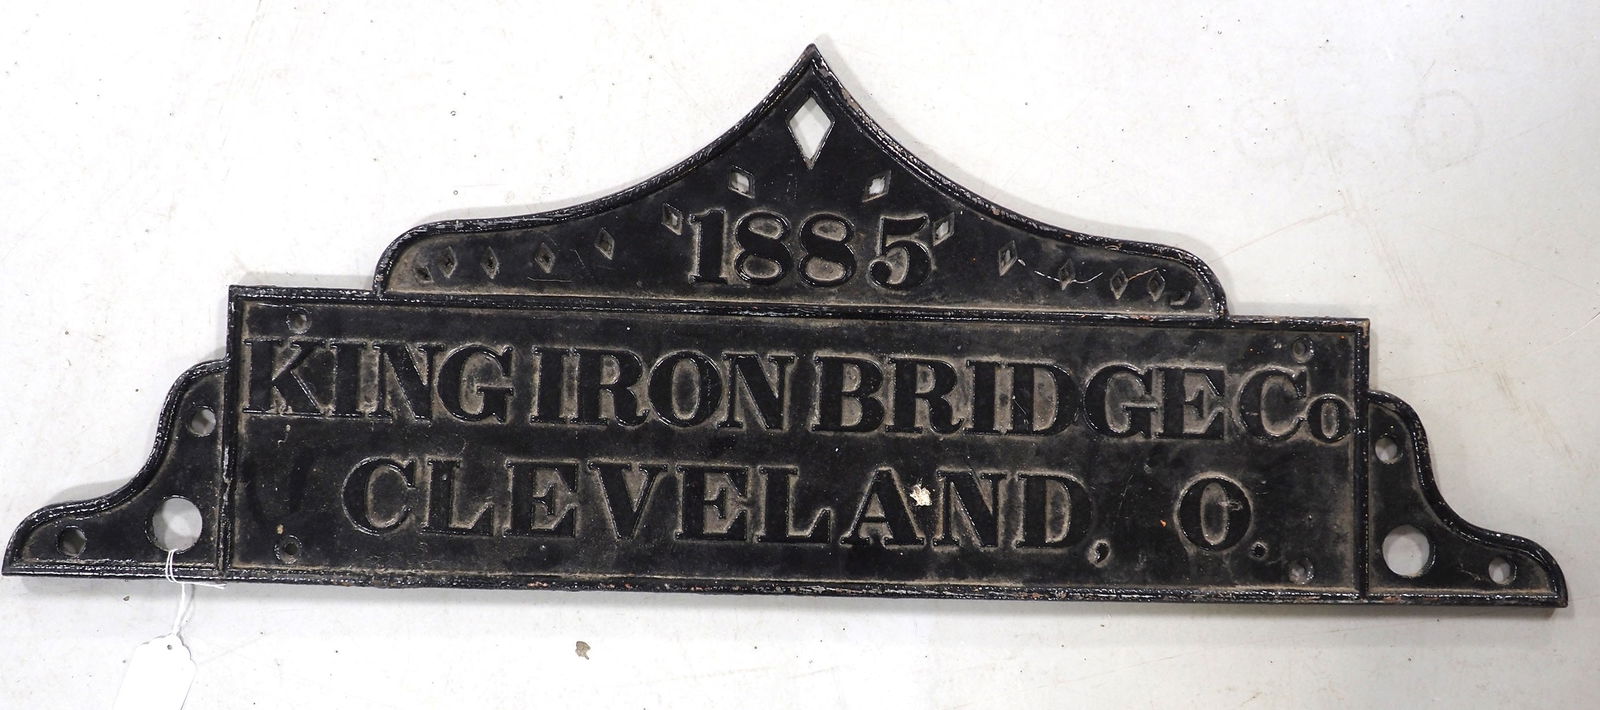 1885
KING IRON BRIDGE Co
CLEVELAND, O.